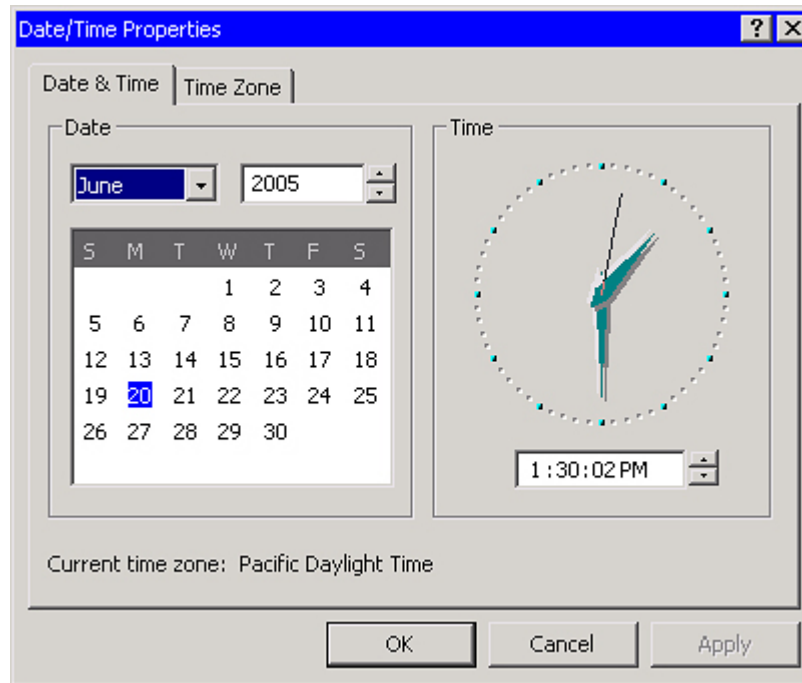 Date/Time Properties
Date & Time
Time Zone
Date
June
2005
S M T W T F S
1 2 3 4
5 6 7 8 9 10 11
12 13 14 15 16 17 18
19 20 21 22 23 24 25
26 27 28 29 30
Time
1:30:02 PM
Current time zone: Pacific Daylight Time
OK
Cancel
Apply